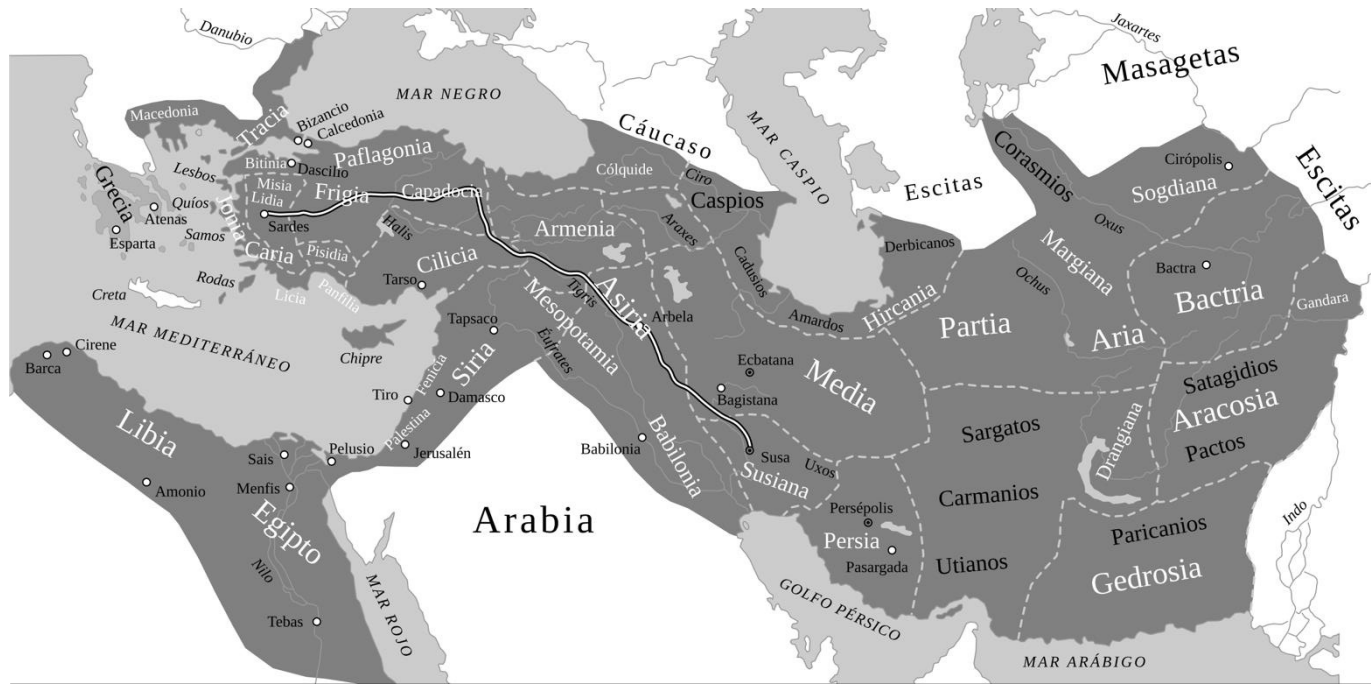 Danubio
Jaxartes
Masagetas
MAR NEGRO
Macedonia
Tracia
Bizancio
Calcedonia
Cáucaso
MAR CASPIO
Corasmios
Cirópolis
Escitas
Sogdiana
Escitas
Bitinia
Dascilio
Paflagonia
Cólquide
Ciro
Caspios
Lesbos
Misia
Lidia
Frigia
Capadocia
Grecia
Quíos
Jonia
Atenas
Esparta
Samos
Sardes
Halis
Armenia
Araxes
Oxus
Derbicanos
Margiana
Caria
Pisidia
Cilicia
Cadusios
Ochus
Bactra
Bactria
Gandara
Rodas
Licia
Panfilia
Tarso
Creta
Tigris
Asiria
Mesopotamia
Hircania
Amardos
Arbela
Partia
Aria
MAR MEDITERRÁNEO
Chipre
Tapsaco
Éufrates
Siria
Fenicia
Cirene
Barca
Ecbatana
Media
Bagistana
Satagidios
Aracosia
Tiro
Damasco
Palestina
Jerusalén
Libia
Sais
Pelusio
Babilonia
Babilonia
Susa
Uxos
Susiana
Sargatos
Drangiana
Pactos
Amonio
Menfis
Egipto
Arabia
Persépolis
Persia
Pasargada
Carmanios
Paricanios
Indo
Utianos
Gedrosia
Nilo
MAR ROJO
Tebas
GOLFO PÉRSICO
MAR ARÁBIGO